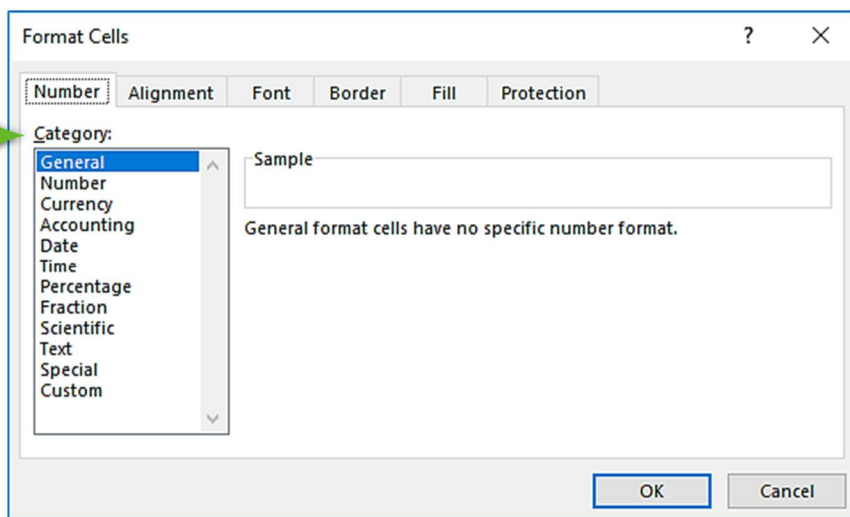 Format Cells ? ×
Number Alignment Font Border Fill Protection
Category:
General
Number
Currency
Accounting
Date
Time
Percentage
Fraction
Scientific
Text
Special
Custom
Sample
General format cells have no specific number format.
OK Cancel